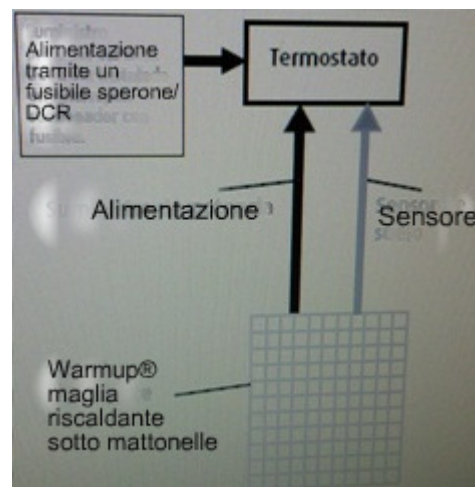 Alimentazione
tramite un
fusibile sperone/
DCR
Termostato
Alimentazione
Sensore
Warmup®
maglia
riscaldante
sotto mattonelle